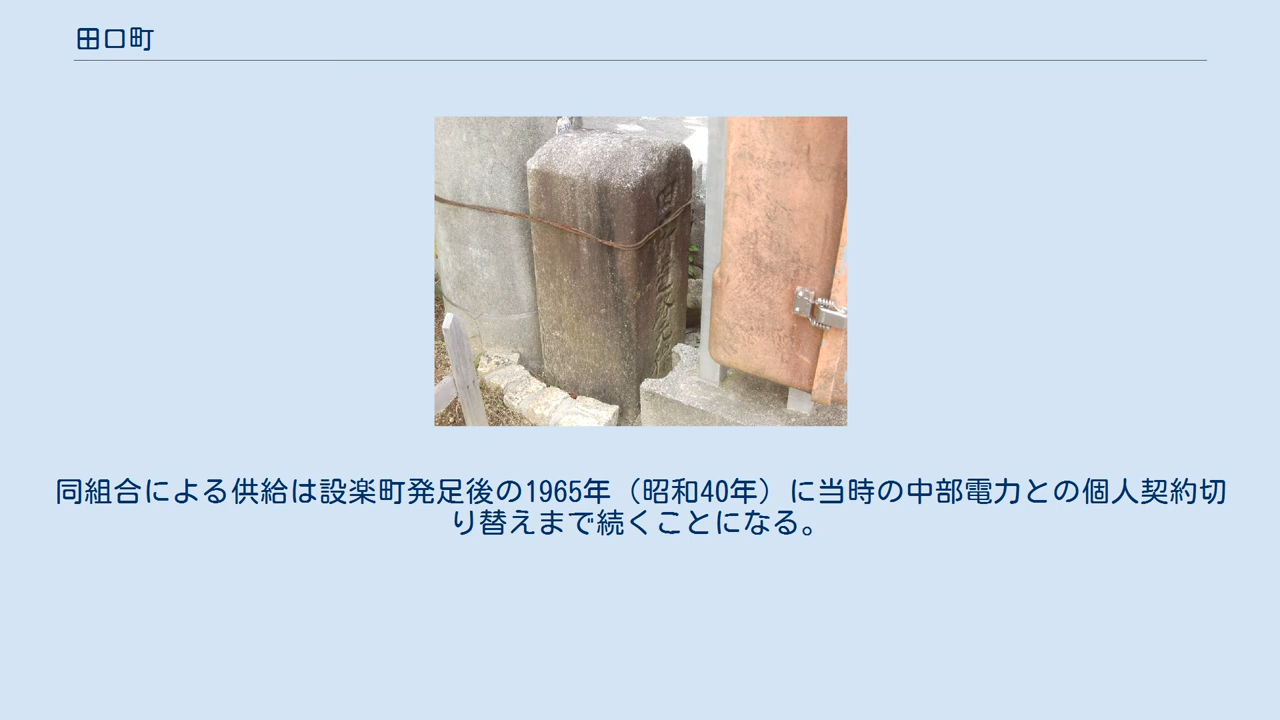 田口町
同組合による供給は設楽町発足後の1965年（昭和40年）に当時の中部電力との個人契約切
り替えまで続くことになる。